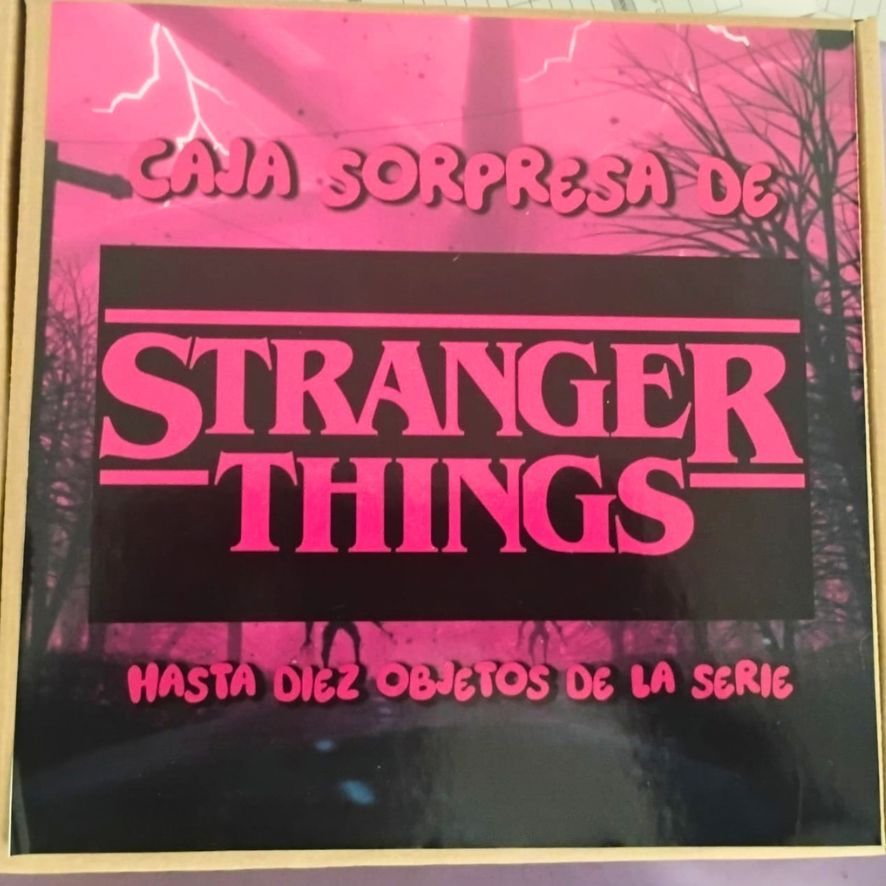 CAJA SORPRESA DE
STRANGER
THINGS
HASTA DIEZ OBJETOS DE LA SERIE